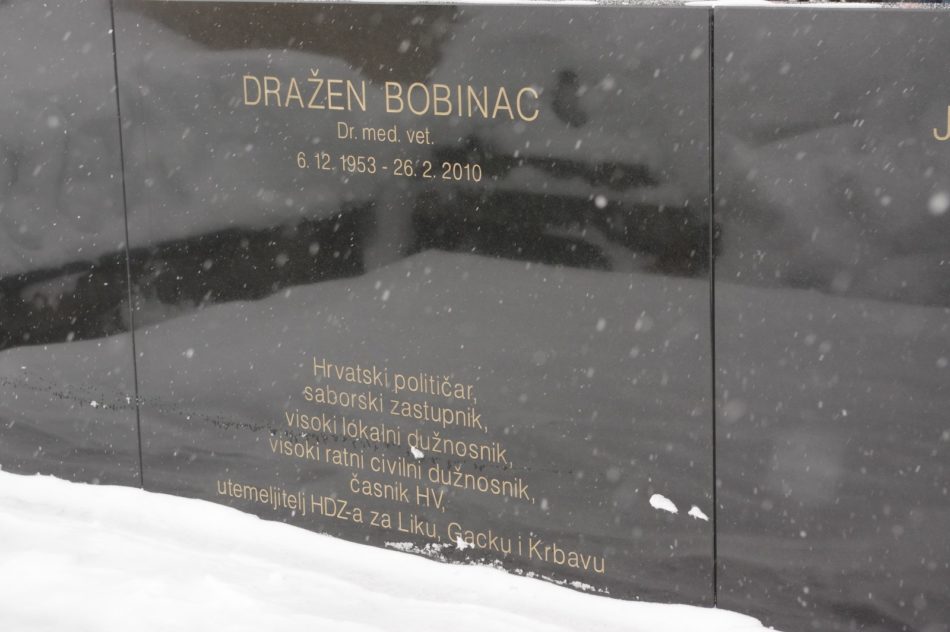 DRAŽEN BOBINAC
Dr. med. vet.
6. 12. 1953 - 26. 2. 2010
Hrvatski političar,
saborski zastupnik,
visoki lokalni dužnosnik,
visoki ratni civilni dužnosnik,
časnik HV,
utemeljitelj HDZ-a za Liku, Gacku i Krbavu
J